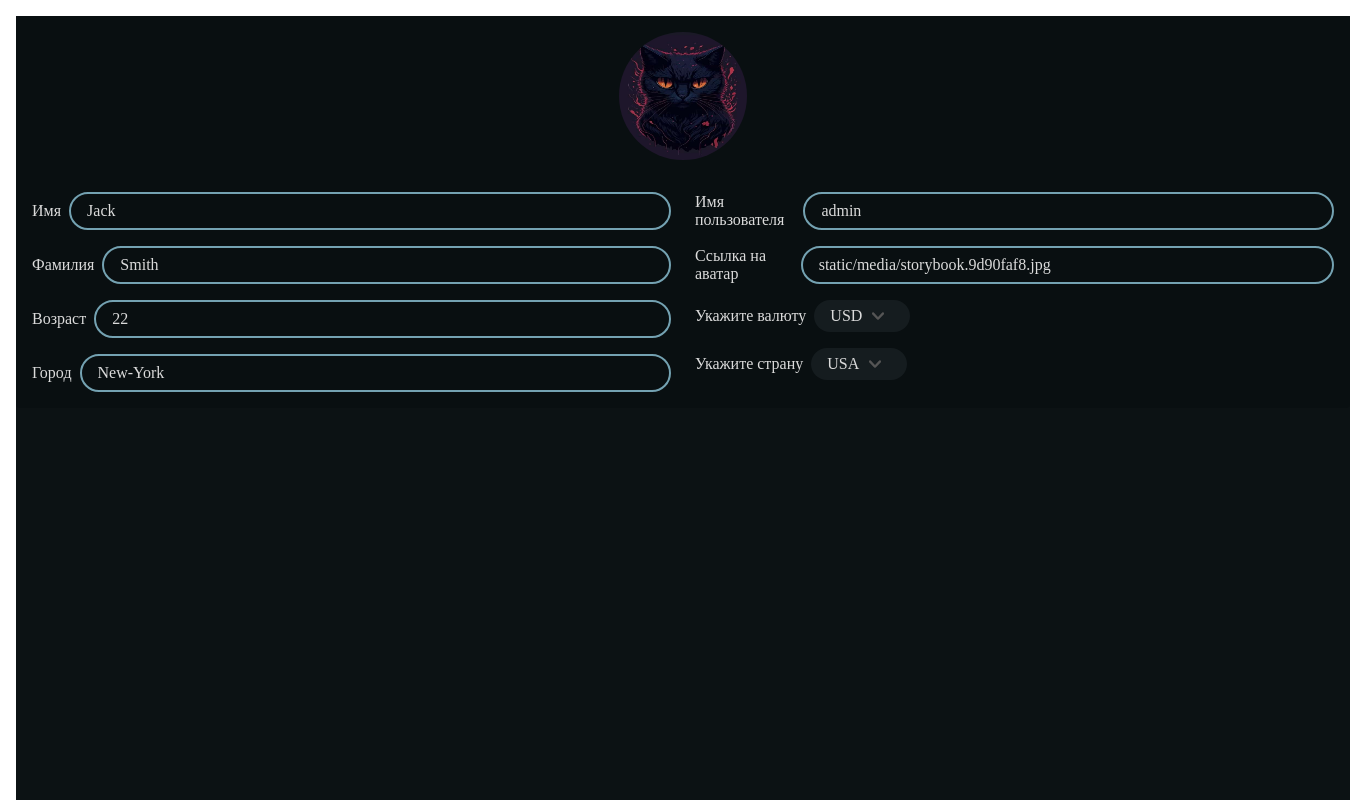 Имя
Jack
Фамилия
Smith
Возраст
22
Город
New-York
Имя
пользователя
admin
Ссылка на
аватар
static/media/storybook.9d90faf8.jpg
Укажите валюту
USD
Укажите страну
USA